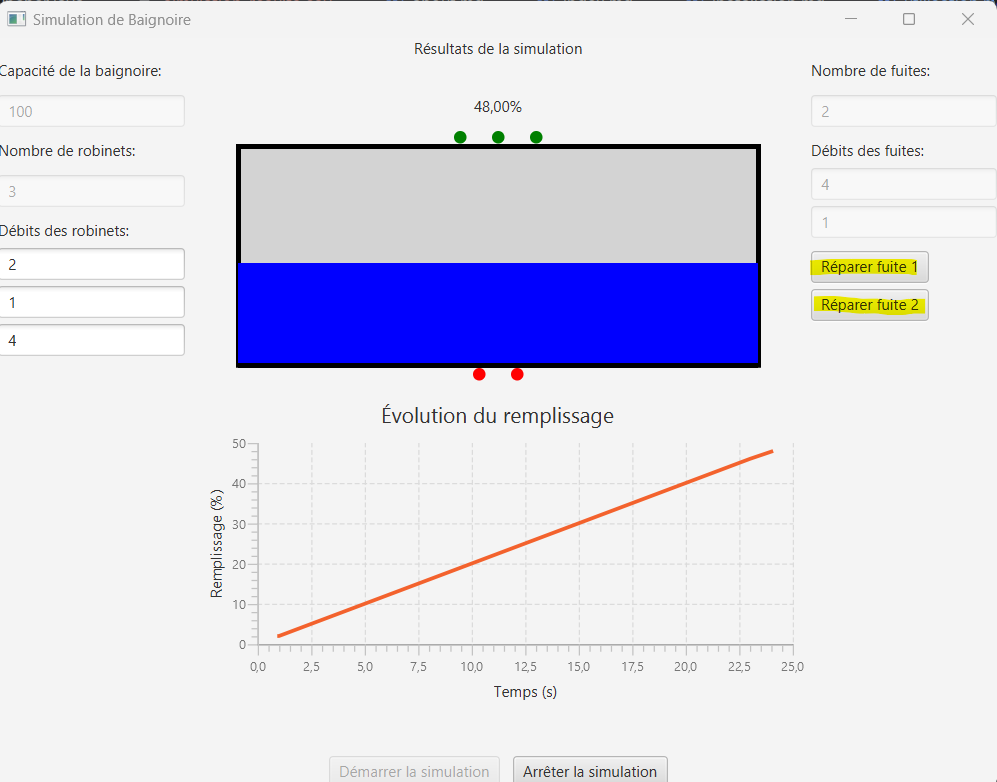 Simulation de Baignoire
Résultats de la simulation
Capacité de la baignoire:
100
Nombre de robinets:
3
Débits des robinets:
2
1
4
48,00%
Nombre de fuites:
2
Débits des fuites:
4
1
Réparer fuite 1
Réparer fuite 2
Évolution du remplissage
Remplissage (%)
50
40
30
20
10
0
0,0 2,5 5,0 7,5 10,0 12,5 15,0 17,5 20,0 22,5 25,0
Temps (s)
Démarrer la simulation
Arrêter la simulation